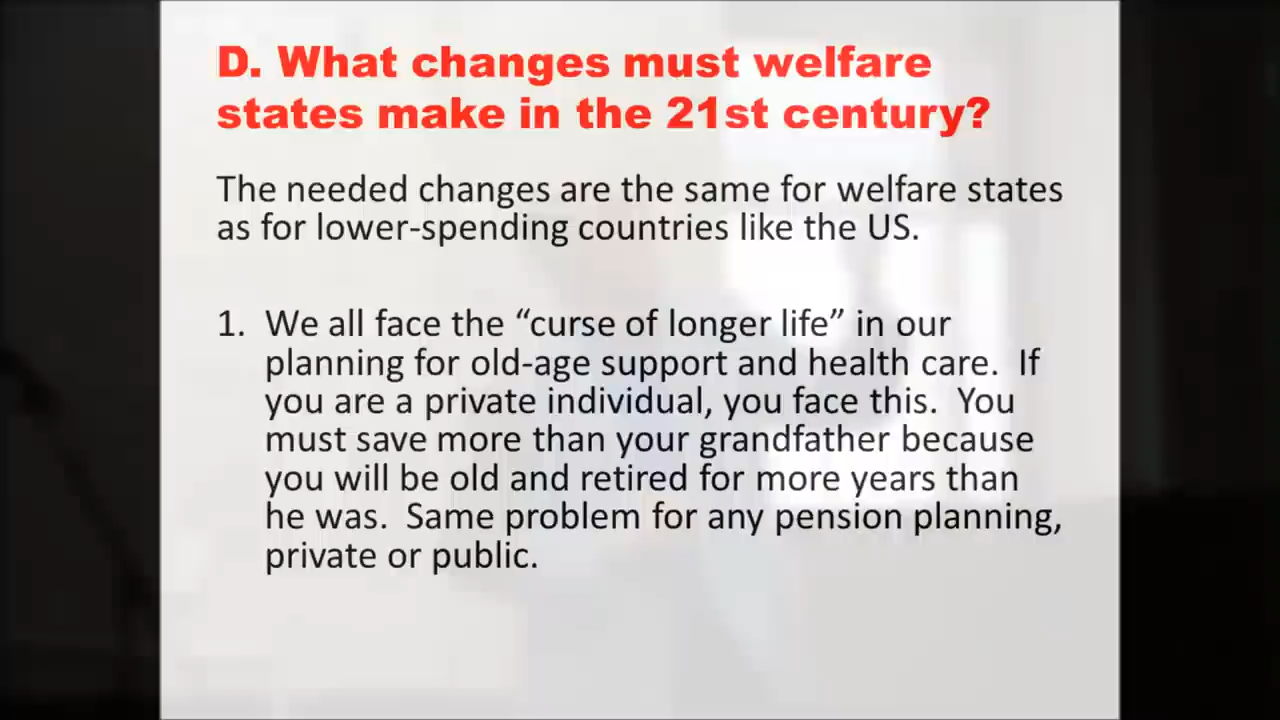 D. What changes must welfare
states make in the 21st century?
The needed changes are the same for welfare states
as for lower-spending countries like the US.
1. We all face the “curse of longer life” in our
planning for old-age support and health care.  If
you are a private individual, you face this.  You
must save more than your grandfather because
you will be old and retired for more years than
he was.  Same problem for any pension planning,
private or public.